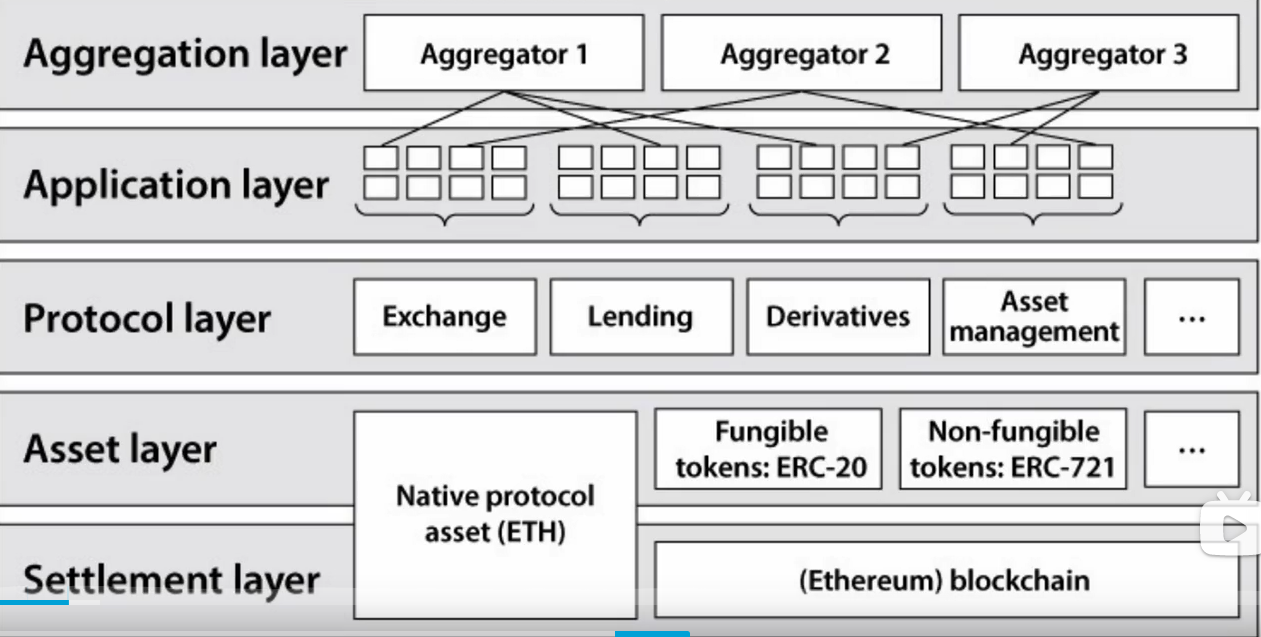 Aggregation layer
Aggregator 1
Aggregator 2
Aggregator 3
Application layer
Protocol layer
Exchange
Lending
Derivatives
Asset
management
...
Asset layer
Native protocol
asset (ETH)
Fungible
tokens: ERC-20
Non-fungible
tokens: ERC-721
...
Settlement layer
(Ethereum) blockchain